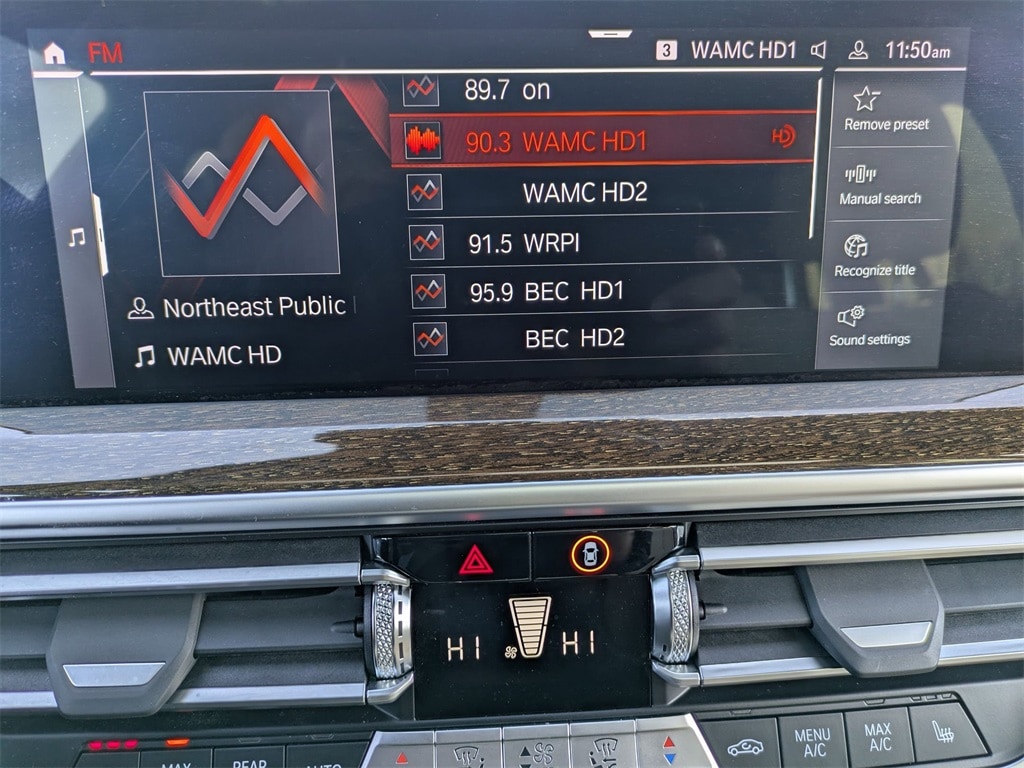 FM
3 WAMC HD1 11:50am
89.7 on
90.3 WAMC HD1 HD
WAMC HD2
91.5 WRPI
95.9 BEC HD1
BEC HD2
Northeast Public
WAMC HD
Remove preset
Manual search
Recognize title
Sound settings
HI HI
MAX
REAR
AUTO
MENU
A/C
MAX
A/C